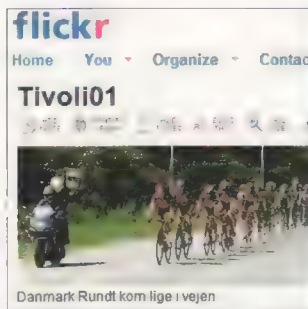 flickr
Home You Organize Contac
Tivoli01
Danmark Rundt kom lige i vejen